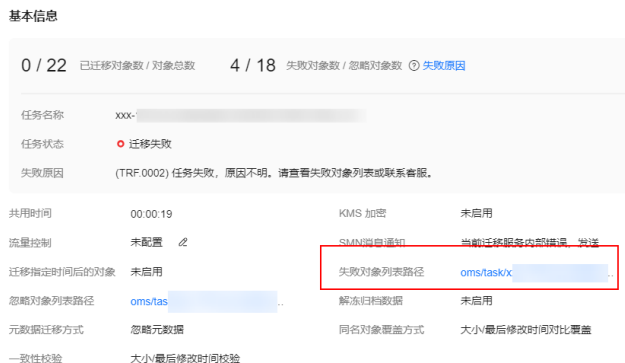 基本信息
0 / 22 已迁移对象数 / 对象总数 4 / 18 失败对象数 / 忽略对象数 ? 失败原因
任务名称 xxx-
任务状态 迁移失败
失败原因 (TRF.0002) 任务失败，原因不明。请查看失败对象列表或联系客服。
共用时间 00:00:19 KMS 加密 未启用
流量控制 未配置 SMN消息通知 当前迁移服务内部错误，发送
迁移指定时间后的对象 未启用 失败对象列表路径 oms/task/x ..
忽略对象列表路径 oms/tas .. 解冻归档数据 未启用
元数据迁移方式 忽略元数据 同名对象覆盖方式 大小/最后修改时间对比覆盖
一致性校验 大小/最后修改时间校验